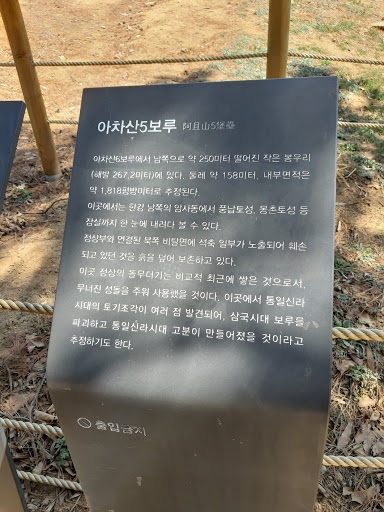 아차산5보루 阿且山5堡壘
아차산6보루에서 남쪽으로 약 250미터 떨어진 작은 봉우리
(해발 267.2미터)에 있다. 둘레 약 158미터, 내부면적은
약 1,818평방미터로 추정된다.
이곳에서는 한강 남쪽의 암사동에서 풍납토성, 몽촌토성 등
잠실까지 한 눈에 내려다 볼 수 있다.
정상부와 연결된 북쪽 비탈면에 석축 일부가 노출되어 훼손
되고 있던 것을 흙을 덮어 보존하고 있다.
이곳 정상의 돌무더기는 비교적 최근에 쌓은 것으로서,
무너진 성돌을 주워 사용했을 것이다. 이곳에서 통일신라
시대의 토기조각이 여러 점 발견되어, 삼국시대 보루를
파괴하고 통일신라시대 고분이 만들어졌을 것이라고
추정하기도 한다.
출입금지